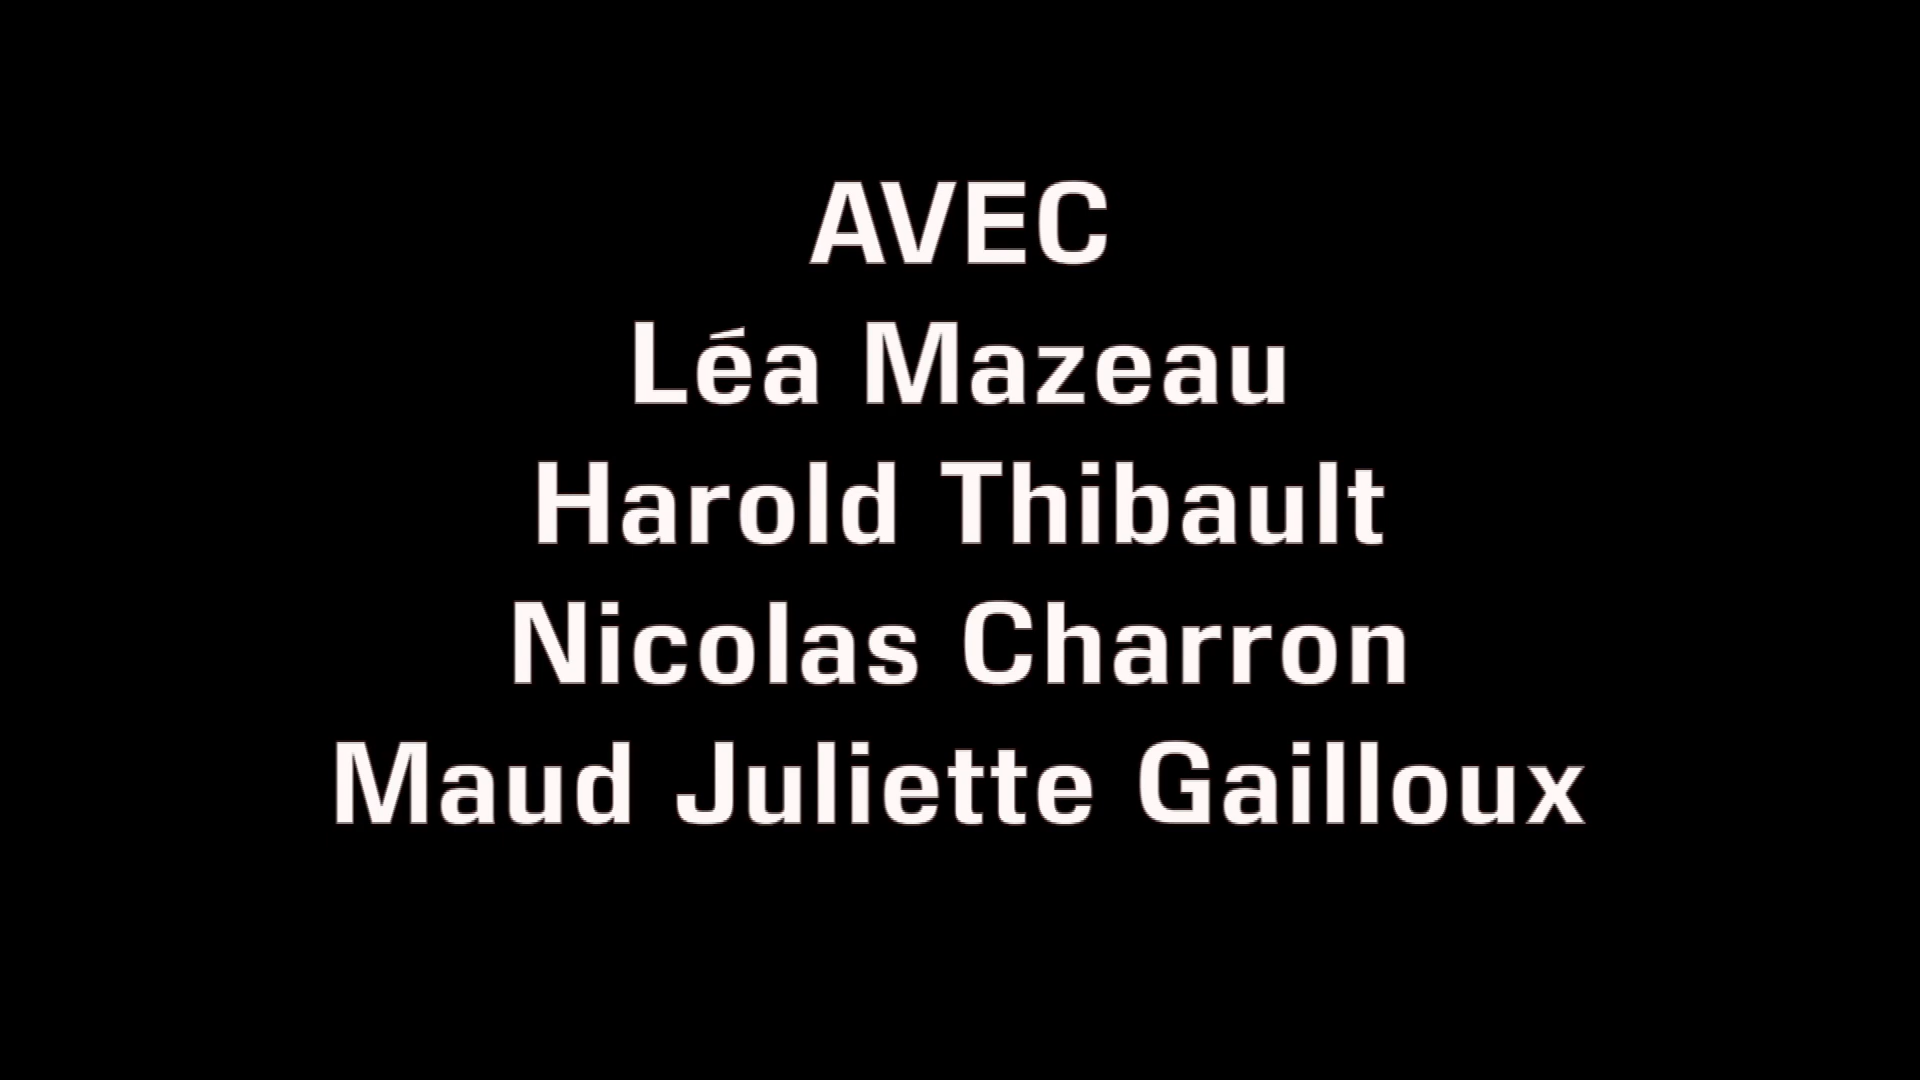 AVEC
Léa Mazeau
Harold Thibault
Nicolas Charron
Maud Juliette Gailloux